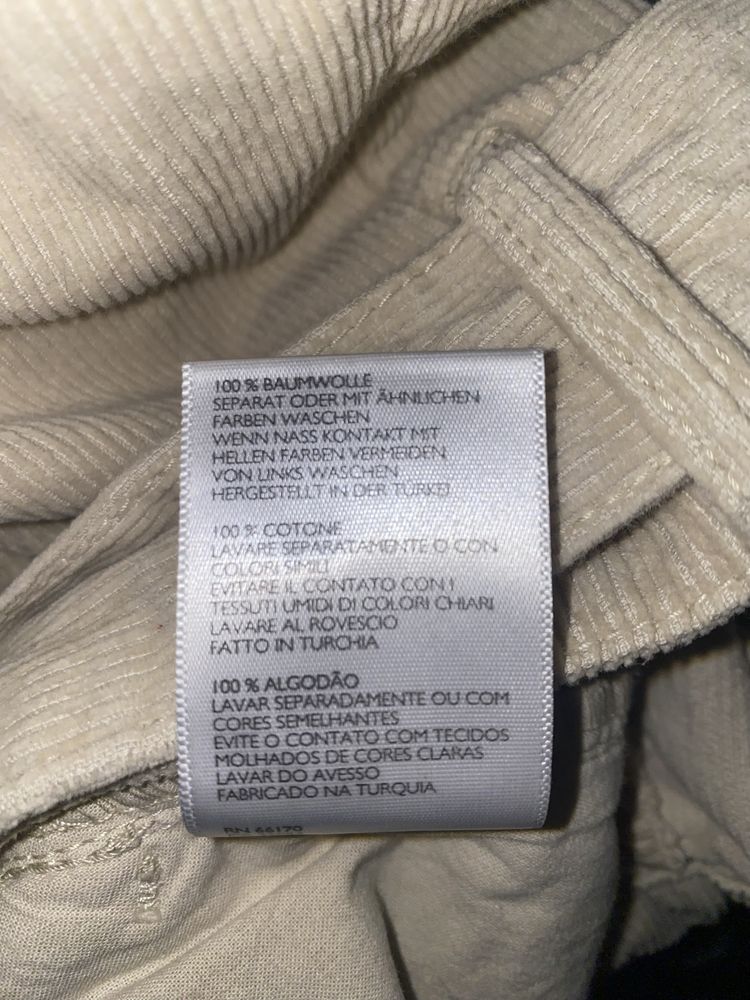 100 % BAUMWOLLE
SEPARAT ODER MIT ÄHNLICHEN
FARBEN WASCHEN
WENN NASS KONTAKT MIT
HELLEN FARBEN VERMEIDEN
VON LINKS WASCHEN
HERGESTELLT IN DER TÜRKEI
100 % COTONE
LAVARE SEPARATAMENTE O CON
COLORI SIMILI
EVITARE IL CONTATO CON I
TESSUTI UMIDI DI COLORI CHIARI
LAVARE AL ROVESCIO
FATTO IN TURCHIA
100 % ALGODÃO
LAVAR SEPARADAMENTE OU COM
CORES SEMELHANTES
EVITE O CONTATO COM TECIDOS
MOLHADOS DE CORES CLARAS
LAVAR DO AVESSO
FABRICADO NA TURQUIA
RN 66170